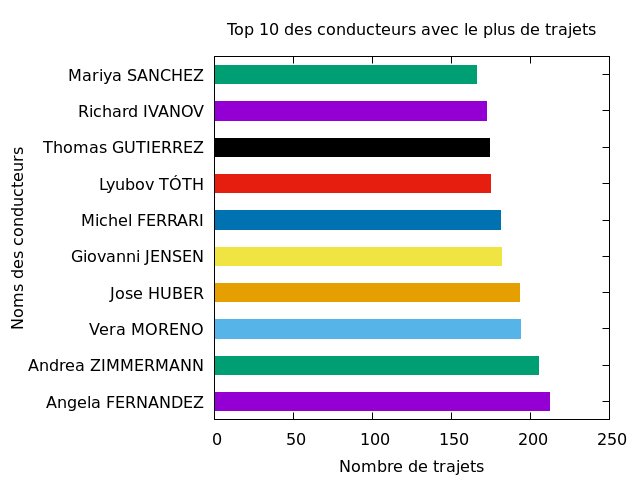 Top 10 des conducteurs avec le plus de trajets
Noms des conducteurs
Mariya SANCHEZ
Richard IVANOV
Thomas GUTIERREZ
Lyubov TÓTH
Michel FERRARI
Giovanni JENSEN
Jose HUBER
Vera MORENO
Andrea ZIMMERMANN
Angela FERNANDEZ
0 50 100 150 200 250
Nombre de trajets